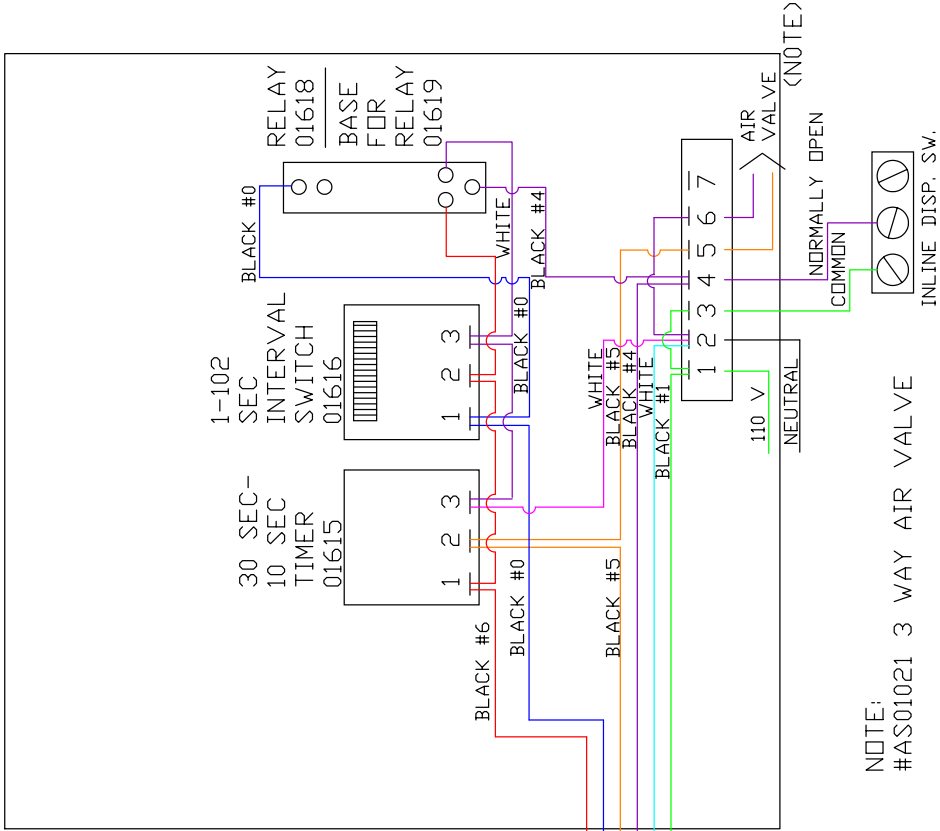 RELAY
01618
BASE
FOR
RELAY
01619
BLACK #0
WHITE
BLACK #4
1-102
SEC
INTERVAL
SWITCH
01616
1
2
3
BLACK #0
30 SEC-
10 SEC
TIMER
01615
1
2
3
BLACK #6
BLACK #0
BLACK #5
WHITE
BLACK #5
BLACK #4
WHITE
BLACK #1
1
2
3
4
5
6
7
AIR
VALVE
(NOTE)
110 V
NEUTRAL
NORMALLY OPEN
COMMON
INLINE DISP. SW.
NOTE:
#AS01021 3 WAY AIR VALVE